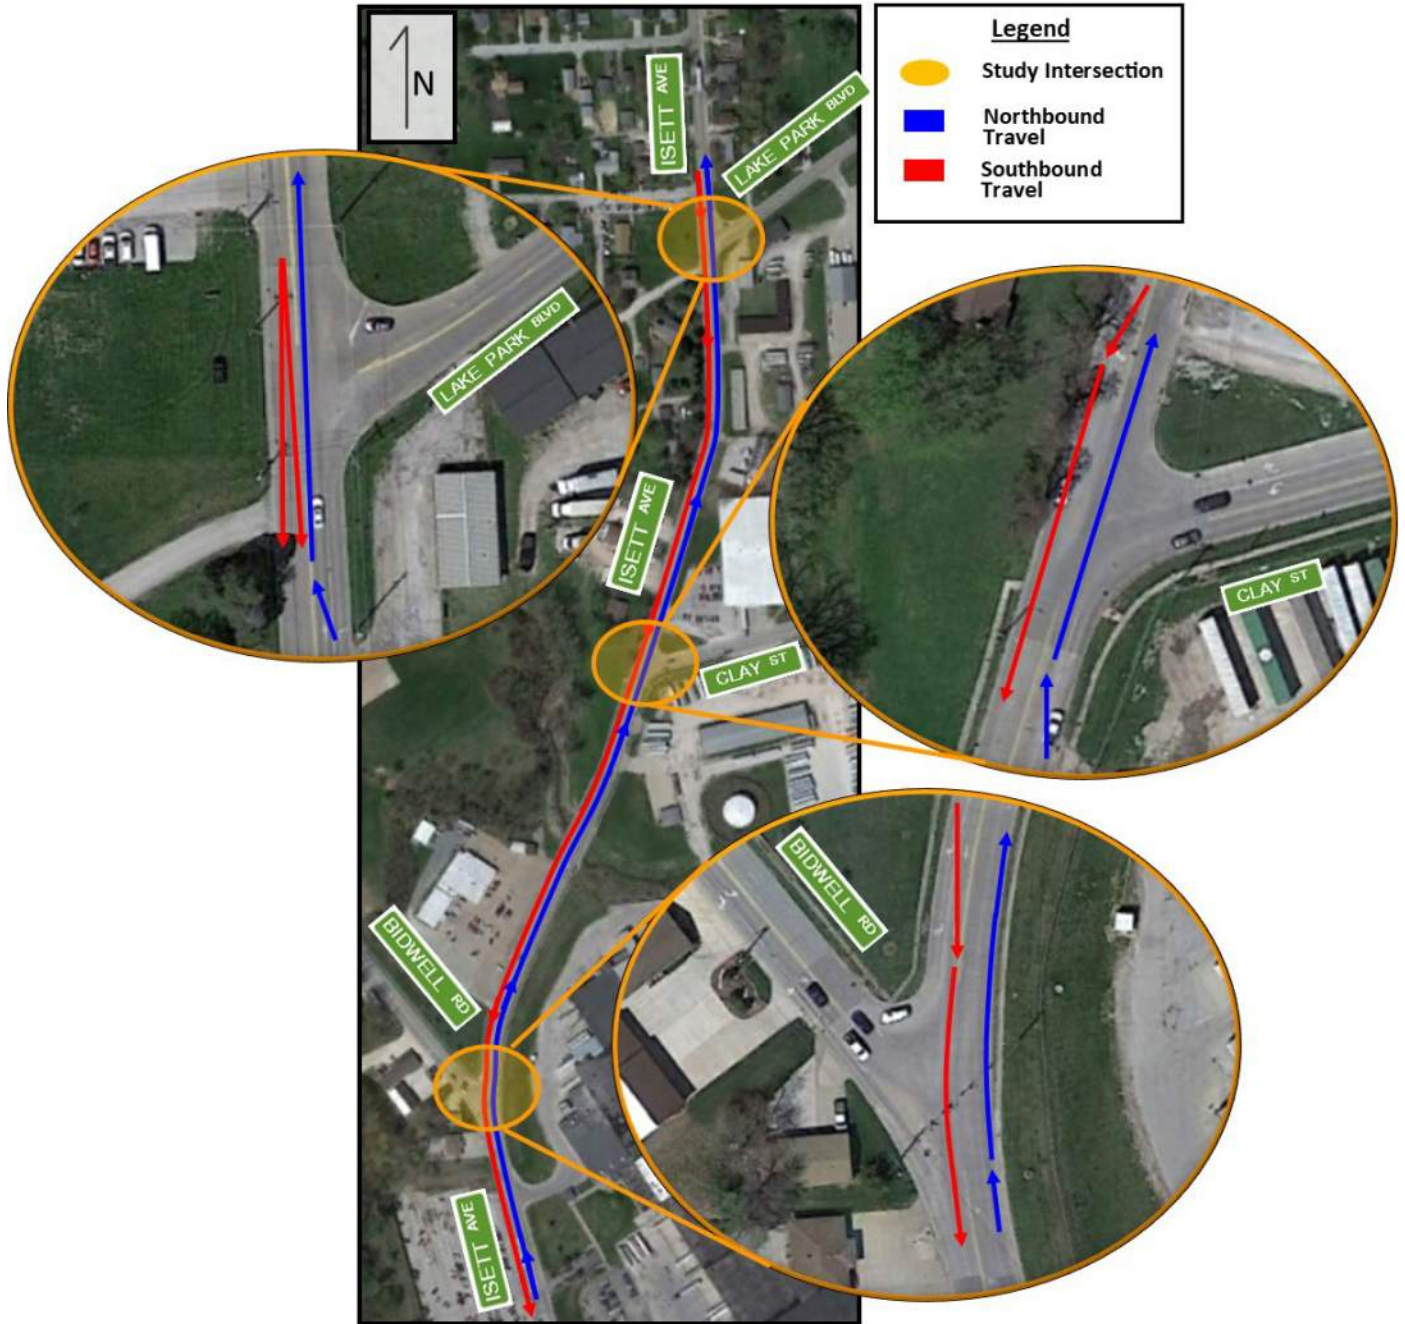 Legend
Study Intersection
Northbound
Travel
Southbound
Travel
N
ISETT AVE
LAKE PARK BLVD
LAKE PARK BLVD
ISETT AVE
CLAY ST
CLAY ST
BIDWELL RD
BIDWELL RD
ISETT AVE